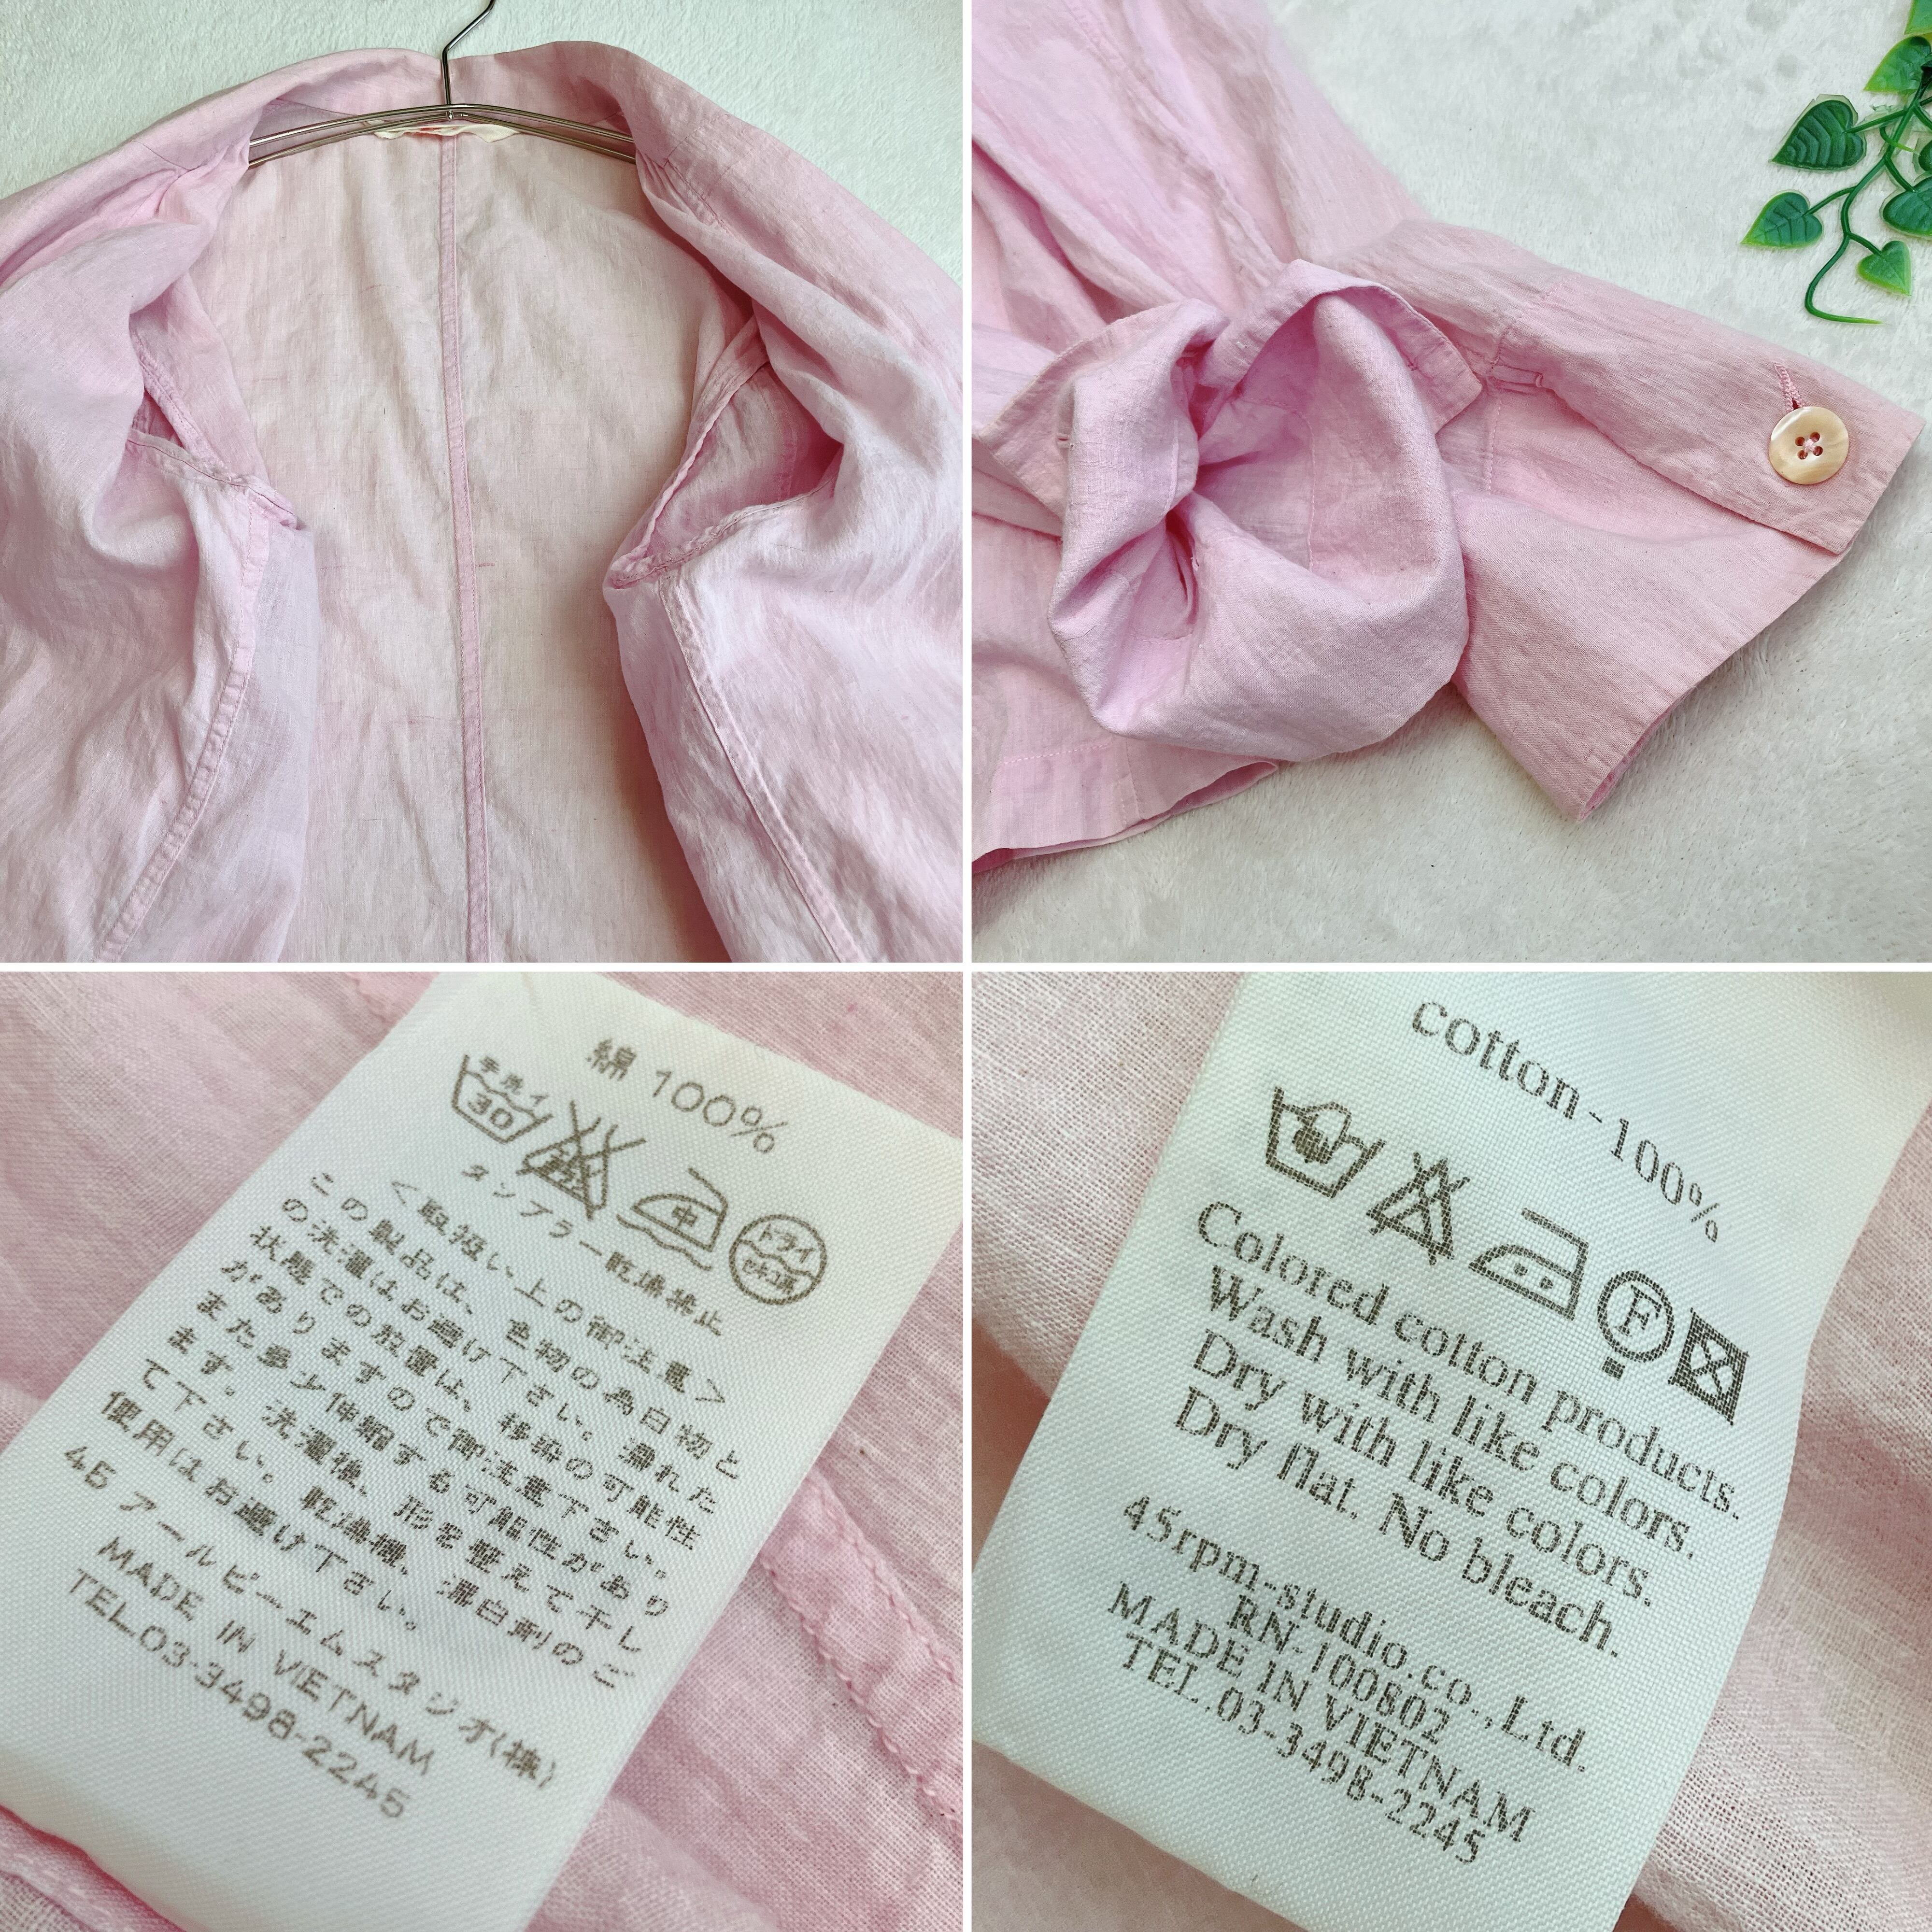 綿 100%
手洗イ
30
エンソサラシ
中
ドライ
セキユ系
タンブラー乾燥禁止
<取扱い上の御注意>
この製品は、色物の為白物と
の洗濯はお避け下さい。濡れた
状態での放置は、移染の可能性
がありますので御注意下さい。
また多少伸縮する可能性があり
ます。洗濯後、形を整えて干し
て下さい。乾燥機、漂白剤のご
使用はお避け下さい。
45アールピーエムスタジオ(株)
MADE IN VIETNAM
TEL.03-3498-2245
cotton-100%
F
Colored cotton products.
Wash with like colors.
Dry with like colors.
Dry flat. No bleach.
45rpm-studio.co.,Ltd.
RN-100802
MADE IN VIETNAM
TEL.03-3498-2245